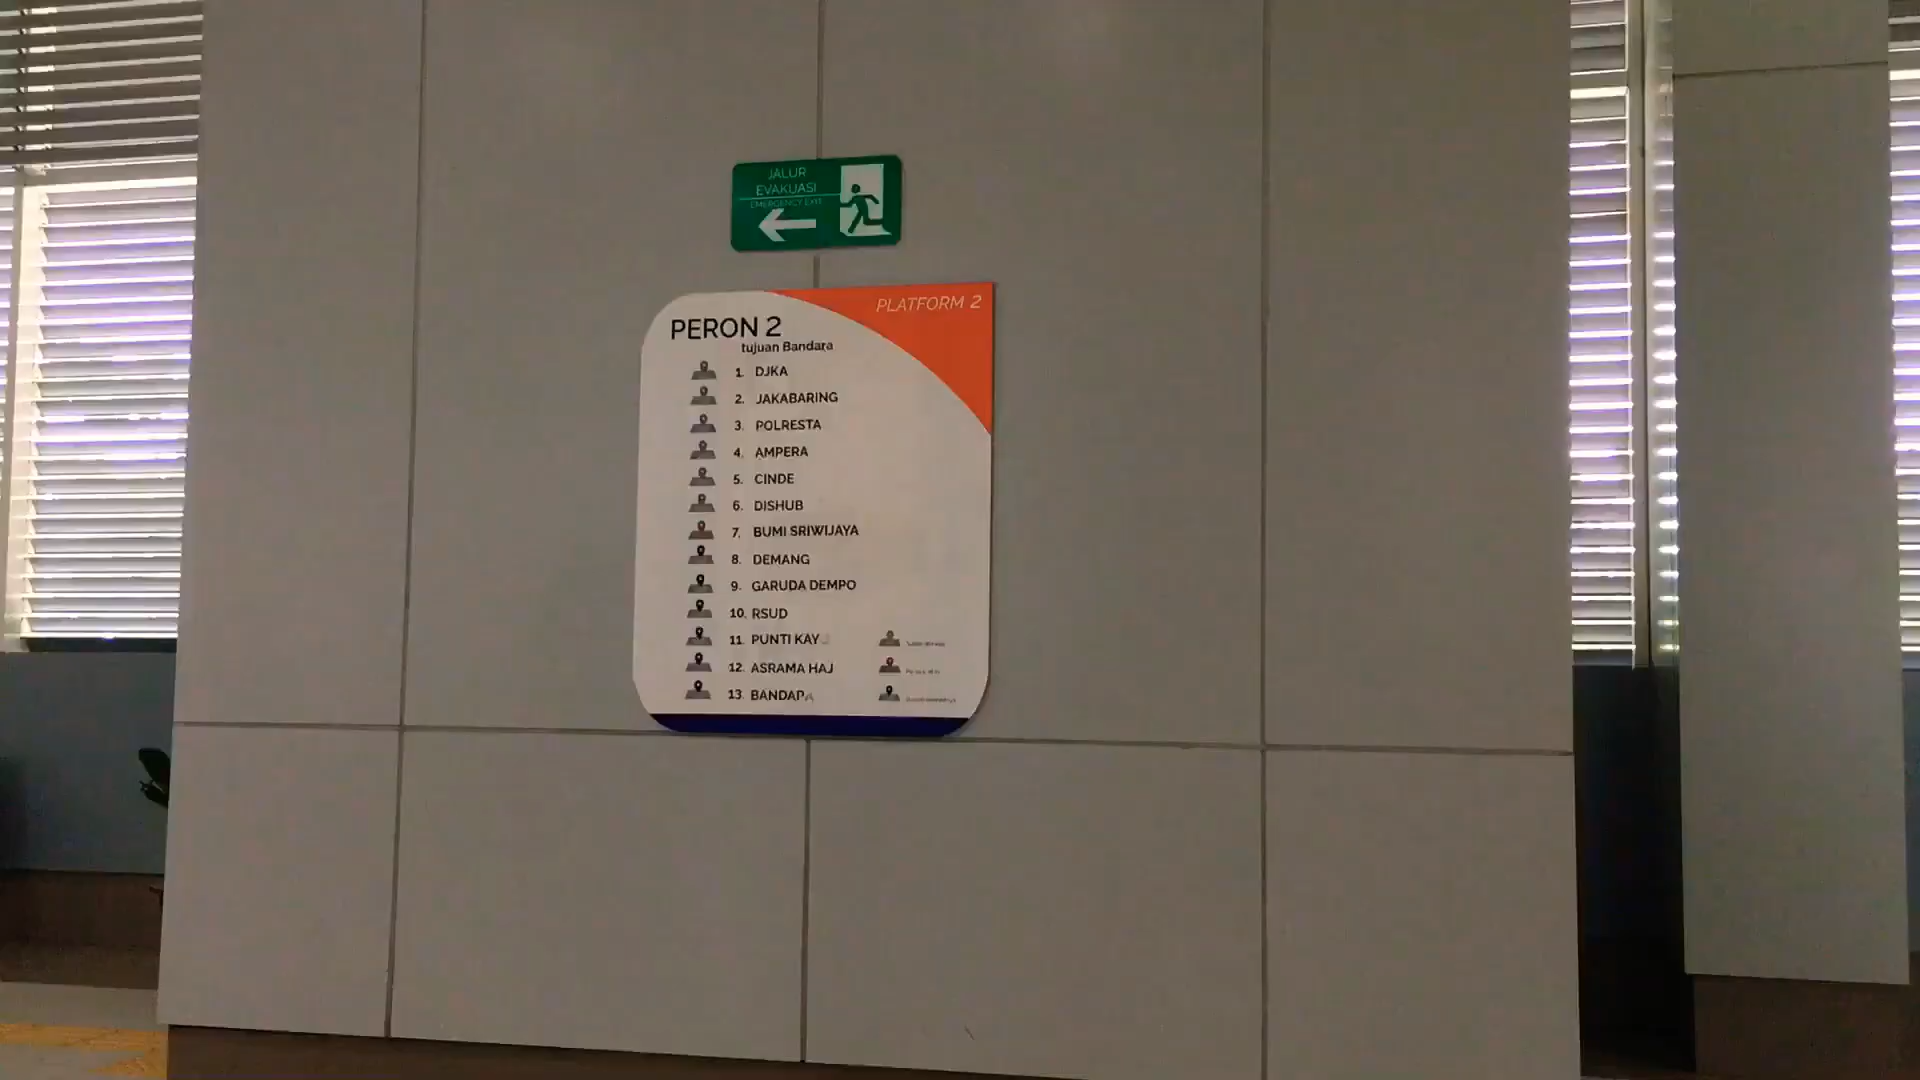 JALUR
EVAKUASI
EMERGENCY EXIT
PLATFORM 2
PERON 2
tujuan Bandara
1. DJKA
2. JAKABARING
3. POLRESTA
4. AMPERA
5. CINDE
6. DISHUB
7. BUMI SRIWIJAYA
8. DEMANG
9. GARUDA DEMPO
10. RSUD
11. PUNTI KAYU
12. ASRAMA HAJ
13. BANDARA